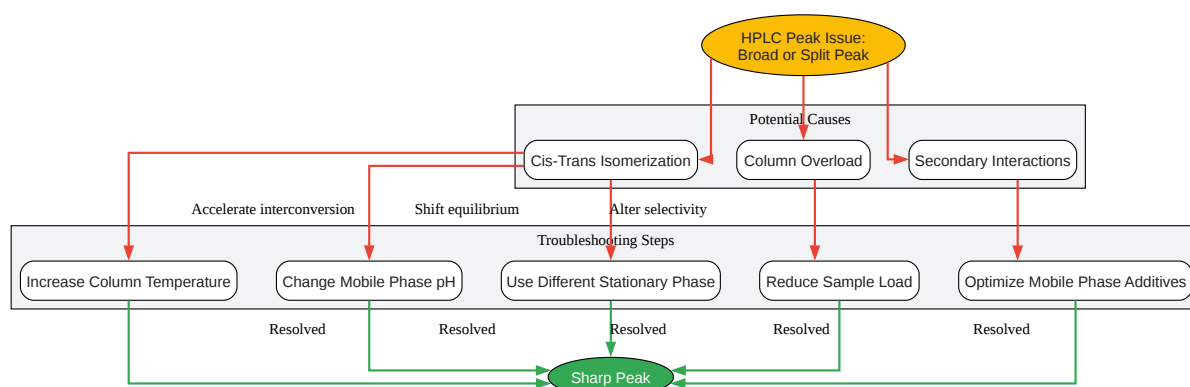 HPLC Peak Issue:
Broad or Split Peak
Potential Causes
Cis-Trans Isomerization
Column Overload
Secondary Interactions
Accelerate interconversion
Shift equilibrium
Alter selectivity
Troubleshooting Steps
Increase Column Temperature
Change Mobile Phase pH
Use Different Stationary Phase
Reduce Sample Load
Optimize Mobile Phase Additives
Resolved
Resolved
Resolved
Resolved
Resolved
Sharp Peak